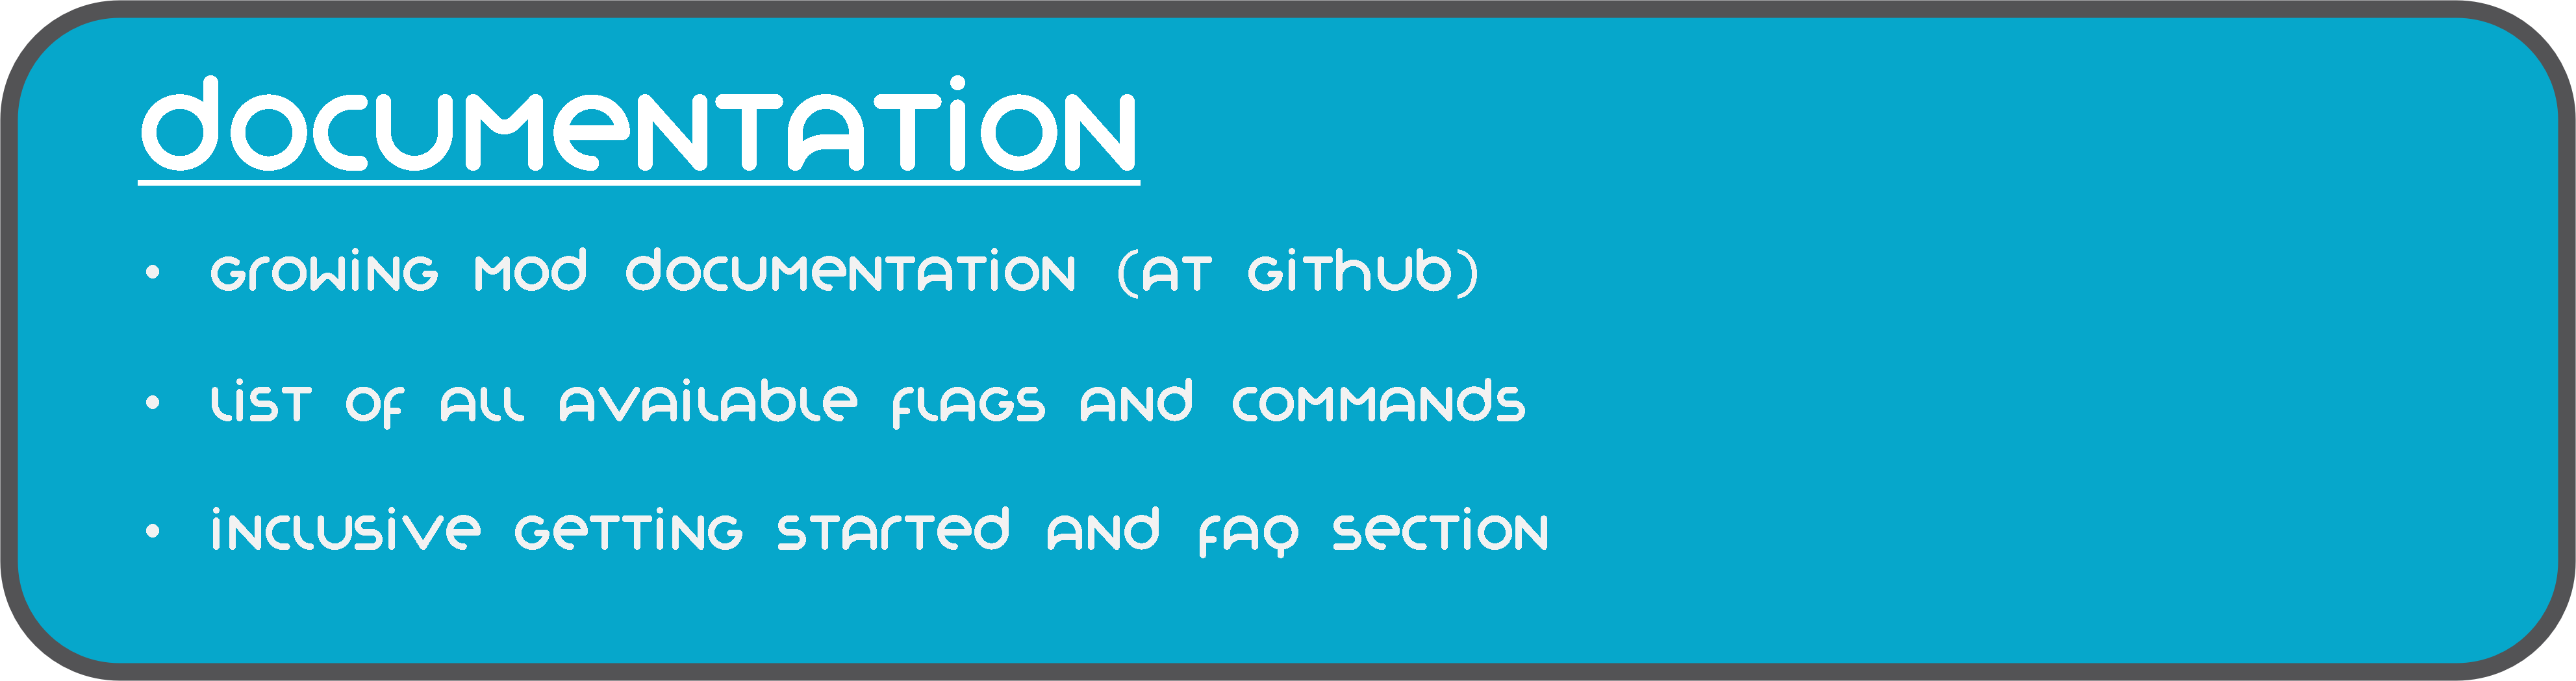 documentation
• Growing mod documentation (at Github)
• List of all available flags and commands
• Inclusive Getting Started and FAQ section